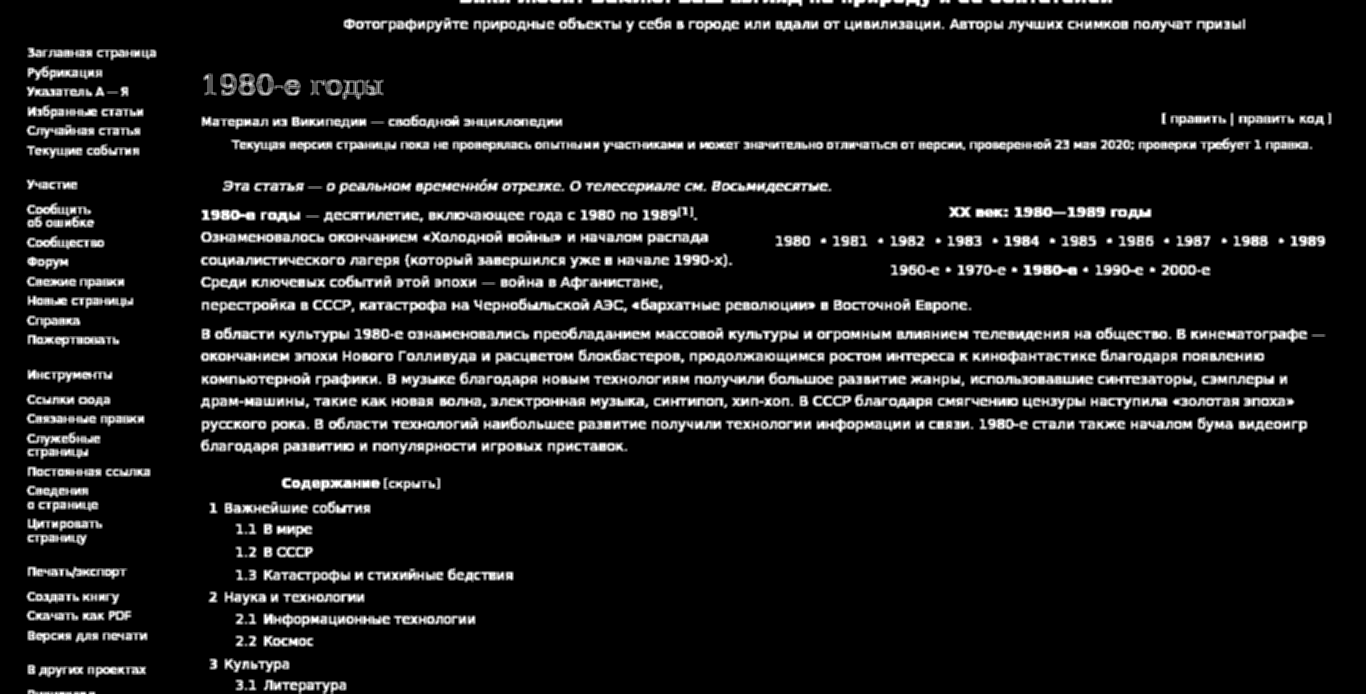 Фотографируйте природные объекты у себя в городе или вдали от цивилизации. Авторы лучших снимков получат призы!
Заглавная страница
Рубрикация
Указатель А — Я
Избранные статьи
Случайная статья
Текущие события
Участие
Сообщить
об ошибке
Сообщество
Форум
Свежие правки
Новые страницы
Справка
Пожертвовать
Инструменты
Ссылки сюда
Связанные правки
Служебные
страницы
Постоянная ссылка
Сведения
о странице
Цитировать
страницу
Печать/экспорт
Создать книгу
Скачать как PDF
Версия для печати
В других проектах
1980-е годы
Материал из Википедии — свободной энциклопедии
[ править | править код ]
Текущая версия страницы пока не проверялась опытными участниками и может значительно отличаться от версии, проверенной 23 мая 2020; проверки требует 1 правка.
Эта статья — о реальном временно́м отрезке. О телесериале см. Восьмидесятые.
1980-е годы — десятилетие, включающее года с 1980 по 1989[1].
Ознаменовалось окончанием «Холодной войны» и началом распада
социалистического лагеря (который завершился уже в начале 1990-х).
Среди ключевых событий этой эпохи — война в Афганистане,
перестройка в СССР, катастрофа на Чернобыльской АЭС, «бархатные революции» в Восточной Европе.
XX век: 1980—1989 годы
1980 • 1981 • 1982 • 1983 • 1984 • 1985 • 1986 • 1987 • 1988 • 1989
1960-е • 1970-е • 1980-е • 1990-е • 2000-е
В области культуры 1980-е ознаменовались преобладанием массовой культуры и огромным влиянием телевидения на общество. В кинематографе —
окончанием эпохи Нового Голливуда и расцветом блокбастеров, продолжающимся ростом интереса к кинофантастике благодаря появлению
компьютерной графики. В музыке благодаря новым технологиям получили большое развитие жанры, использовавшие синтезаторы, сэмплеры и
драм-машины, такие как новая волна, электронная музыка, синтипоп, хип-хоп. В СССР благодаря смягчению цензуры наступила «золотая эпоха»
русского рока. В области технологий наибольшее развитие получили технологии информации и связи. 1980-е стали также началом бума видеоигр
благодаря развитию и популярности игровых приставок.
Содержание [скрыть]
1 Важнейшие события
1.1 В мире
1.2 В СССР
1.3 Катастрофы и стихийные бедствия
2 Наука и технологии
2.1 Информационные технологии
2.2 Космос
3 Культура
3.1 Литература